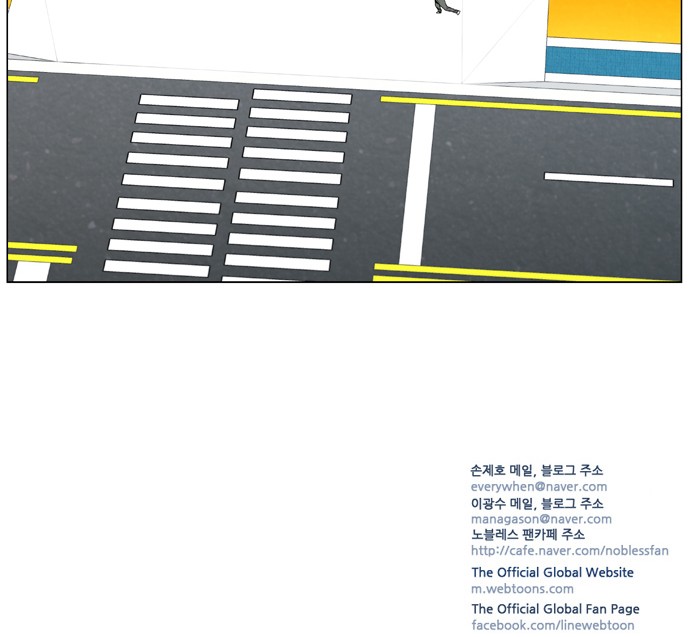 손제호 메일, 블로그 주소
everywhen@naver.com
이광수 메일, 블로그 주소
managason@naver.com
노블레스 팬카페 주소
http://cafe.naver.com/noblessfan
The Official Global Website
m.webtoons.com
The Official Global Fan Page
facebook.com/linewebtoon